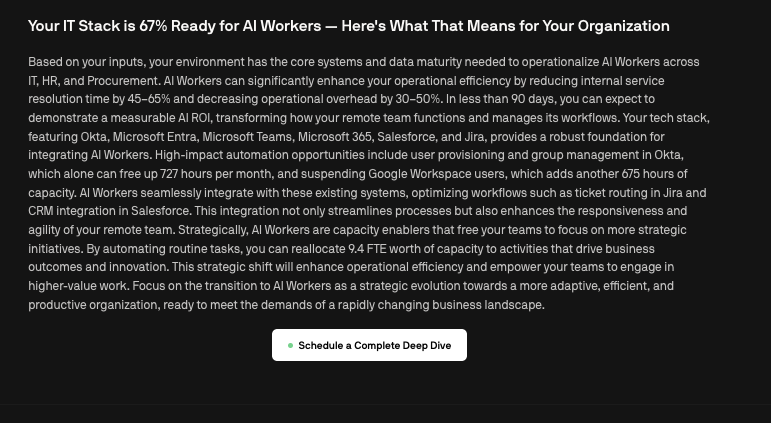 Your IT Stack is 67% Ready for AI Workers — Here's What That Means for Your Organization
Based on your inputs, your environment has the core systems and data maturity needed to operationalize AI Workers across
IT, HR, and Procurement. AI Workers can significantly enhance your operational efficiency by reducing internal service
resolution time by 45–65% and decreasing operational overhead by 30–50%. In less than 90 days, you can expect to
demonstrate a measurable AI ROI, transforming how your remote team functions and manages its workflows. Your tech stack,
featuring Okta, Microsoft Entra, Microsoft Teams, Microsoft 365, Salesforce, and Jira, provides a robust foundation for
integrating AI Workers. High-impact automation opportunities include user provisioning and group management in Okta,
which alone can free up 727 hours per month, and suspending Google Workspace users, which adds another 675 hours of
capacity. AI Workers seamlessly integrate with these existing systems, optimizing workflows such as ticket routing in Jira and
CRM integration in Salesforce. This integration not only streamlines processes but also enhances the responsiveness and
agility of your remote team. Strategically, AI Workers are capacity enablers that free your teams to focus on more strategic
initiatives. By automating routine tasks, you can reallocate 9.4 FTE worth of capacity to activities that drive business
outcomes and innovation. This strategic shift will enhance operational efficiency and empower your teams to engage in
higher-value work. Focus on the transition to AI Workers as a strategic evolution towards a more adaptive, efficient, and
productive organization, ready to meet the demands of a rapidly changing business landscape.
Schedule a Complete Deep Dive